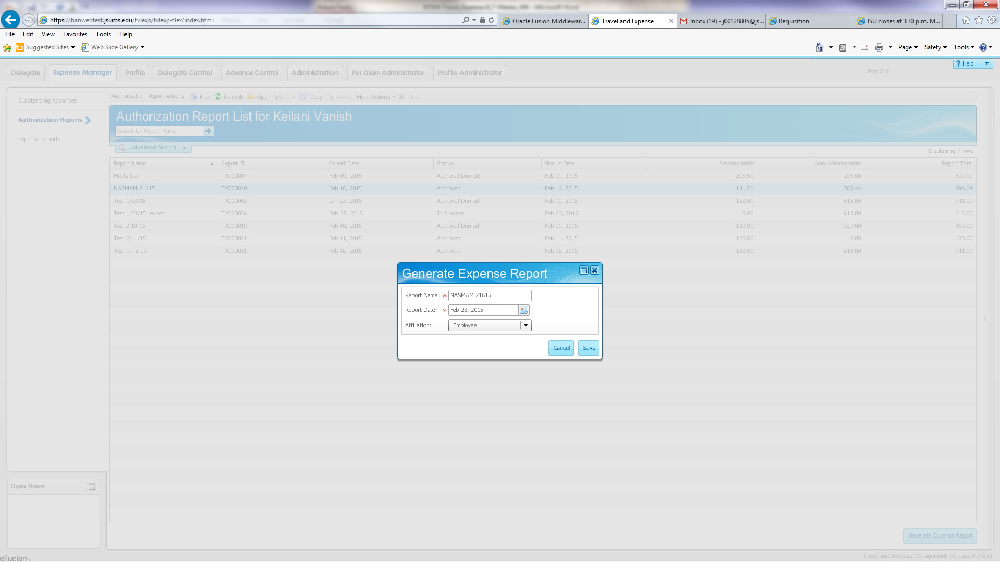 https://banwebtest.jsums.edu/tvlexp/tvlexp-flex/index.html
Oracle Fusion Middlewar...
Travel and Expense
Inbox (19) - j00128805@js...
Requisition
JSU closes at 3:30 p.m. M...
File Edit View Favorites Tools Help
Suggested Sites Web Slice Gallery
Page Safety Tools
Help
Sign Out
Delegate Expense Manager Profile Delegate Control Advance Control Administration Per Diem Administrator Profile Administrator
Outstanding Advances
Authorization Reports
Expense Reports
Authorization Report Actions New Refresh Open Save Copy Delete More Actions Close
Authorization Report List for Keilani Vanish
Search by Report Name
Advanced Search
Displaying 7 rows.
Report Name Report ID Report Date Status Status Date Reimbursable Non-Reimbursable Report Total
Meals test TA000014 Feb 09, 2015 Approval Denied Feb 11, 2015 205.00 295.00 500.00
NASMAM 21615 TA000030 Feb 16, 2015 Approved Feb 16, 2015 131.20 763.44 894.64
Test 1/23/15 TA000003 Jan 23, 2015 Approval Denied Feb 11, 2015 123.00 618.00 741.00
Test 1/23/15 revised TA000036 Feb 23, 2015 In Process Feb 23, 2015 0.00 618.00 618.00
Test 2 10 15 TA000019 Feb 10, 2015 Approval Denied Feb 11, 2015 123.00 327.00 450.00
Test 2/11/15 TA000021 Feb 11, 2015 Approved Feb 11, 2015 100.00 0.00 100.00
Test per diem TA000031 Feb 16, 2015 Approved Feb 16, 2015 123.00 618.00 741.00
Generate Expense Report
Report Name: * NASMAM 21615
Report Date: * Feb 23, 2015
Affiliation: Employee
Cancel Save
Open Items
Generate Expense Report
ellucian
Travel and Expense Management (Release 8.7.0.3)